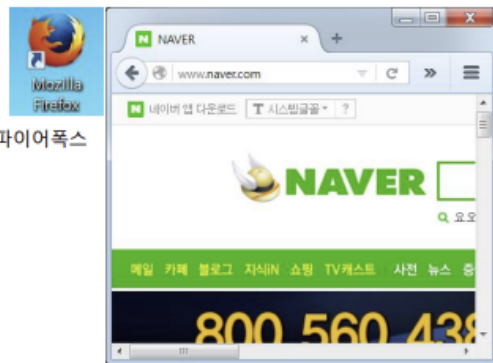 Mozilla
Firefox
파이어폭스
NAVER
www.naver.com
네이버 앱 다운로드 T 시스템글꼴 ?
NAVER
요오
메일 카페 블로그 지식iN 쇼핑 TV캐스트 사전 뉴스 증
800 560 438